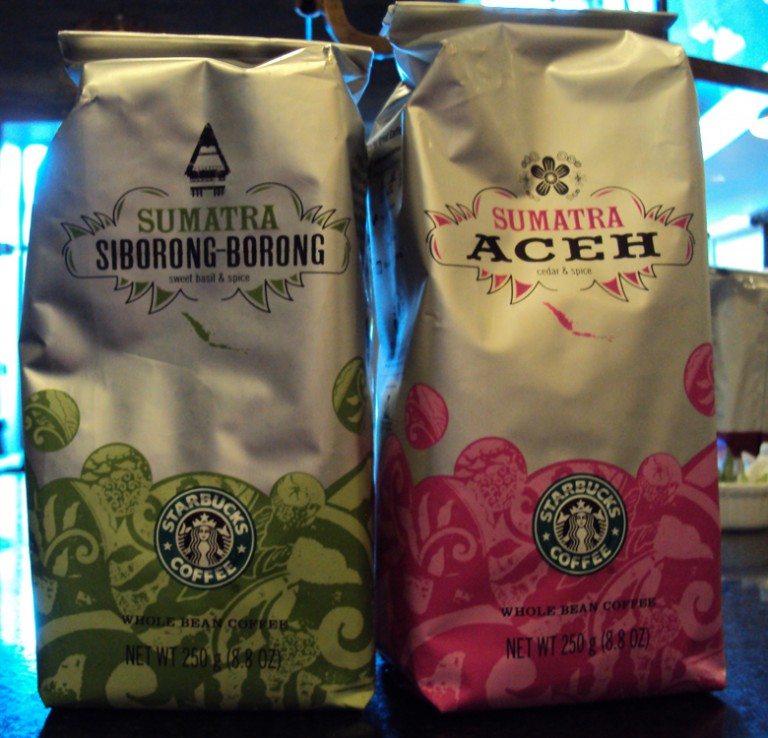 SUMATRA
SIBORONG-BORONG
sweet basil & spice
STARBUCKS
COFFEE
WHOLE BEAN COFFEE
NET WT 250 g (8.8 OZ)
SUMATRA
ACEH
cedar & spice
STARBUCKS
COFFEE
WHOLE BEAN COFFEE
NET WT 250 g (8.8 OZ)